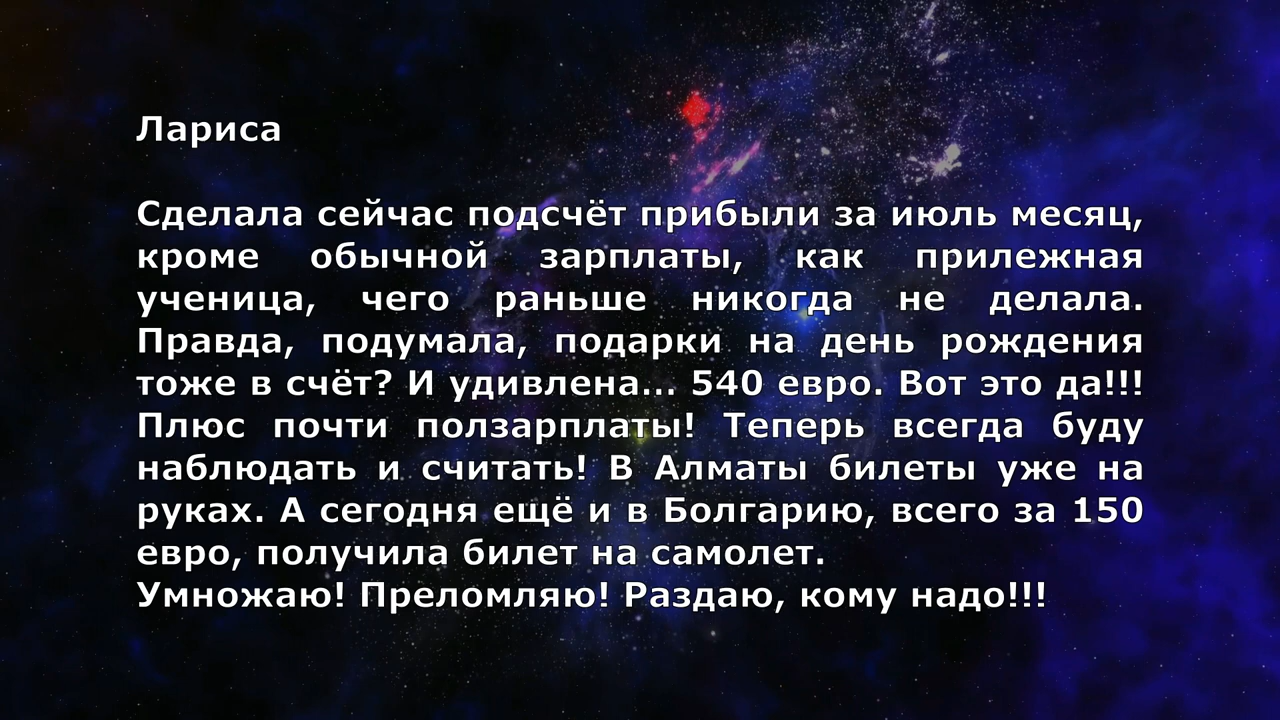 Лариса
Сделала сейчас подсчёт прибыли за июль месяц,
кроме обычной зарплаты, как прилежная
ученица, чего раньше никогда не делала.
Правда, подумала, подарки на день рождения
тоже в счёт? И удивлена... 540 евро. Вот это да!!!
Плюс почти ползарплаты! Теперь всегда буду
наблюдать и считать! В Алматы билеты уже на
руках. А сегодня ещё и в Болгарию, всего за 150
евро, получила билет на самолет.
Умножаю! Преломляю! Раздаю, кому надо!!!